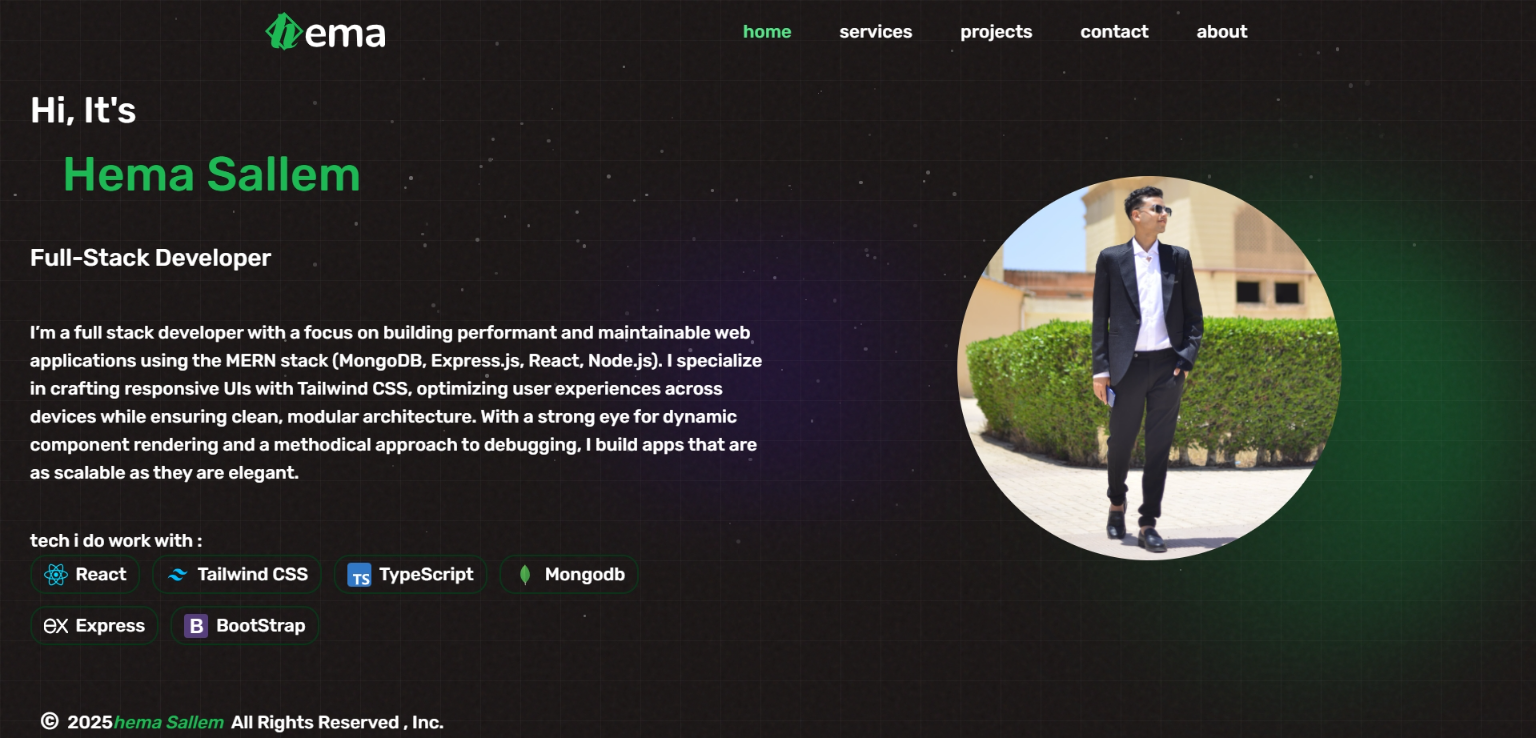 hema
home services projects contact about
Hi, It's
Hema Sallem
Full-Stack Developer
I’m a full stack developer with a focus on building performant and maintainable web
applications using the MERN stack (MongoDB, Express.js, React, Node.js). I specialize
in crafting responsive UIs with Tailwind CSS, optimizing user experiences across
devices while ensuring clean, modular architecture. With a strong eye for dynamic
component rendering and a methodical approach to debugging, I build apps that are
as scalable as they are elegant.
tech i do work with :
React Tailwind CSS TS TypeScript Mongodb
ex Express B BootStrap
© 2025hema Sallem All Rights Reserved , Inc.